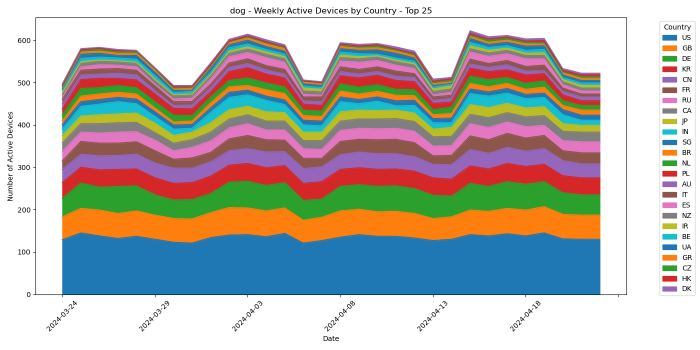 dog - Weekly Active Devices by Country - Top 25
Number of Active Devices
600
500
400
300
200
100
0
2024-03-24
2024-03-29
2024-04-03
2024-04-08
2024-04-13
2024-04-18
Date
Country
US
GB
DE
KR
CN
FR
RU
CA
JP
IN
SG
BR
NL
PL
AU
IT
ES
NZ
IR
BE
UA
GR
CZ
HK
DK